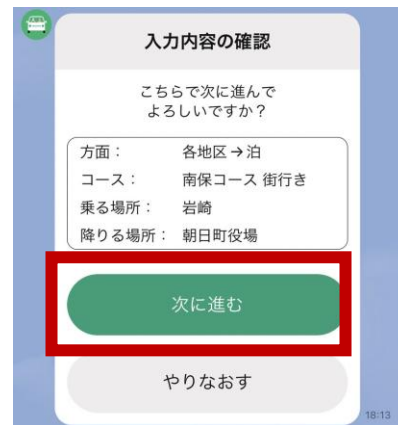 入力内容の確認
こちらで次に進んで
よろしいですか？
方面： 各地区→泊
コース： 南保コース 街行き
乗る場所： 岩崎
降りる場所： 朝日町役場
次に進む
やりなおす
18:13